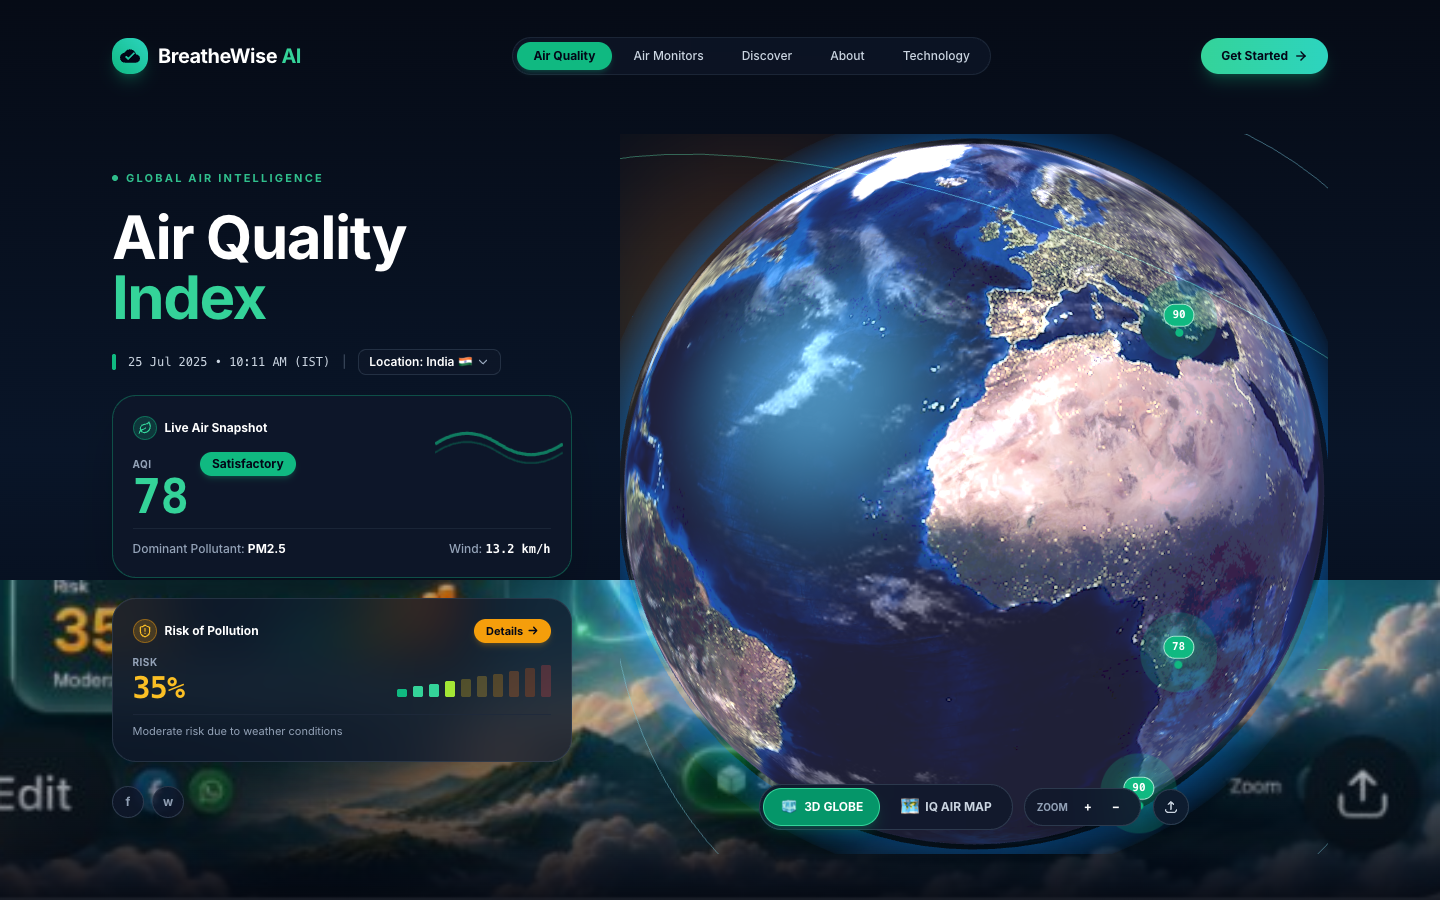 BreatheWise AI
Air Quality
Air Monitors
Discover
About
Technology
Get Started →
• GLOBAL AIR INTELLIGENCE
Air Quality
Index
25 Jul 2025 • 10:11 AM (IST) | Location: India 🇮🇳
Live Air Snapshot
AQI
Satisfactory
78
Dominant Pollutant: PM2.5
Wind: 13.2 km/h
Risk
35
Risk of Pollution
Details →
RISK
35%
Moderate risk due to weather conditions
Edit
f
w
90
78
90
3D GLOBE
IQ AIR MAP
ZOOM + −
Zoom